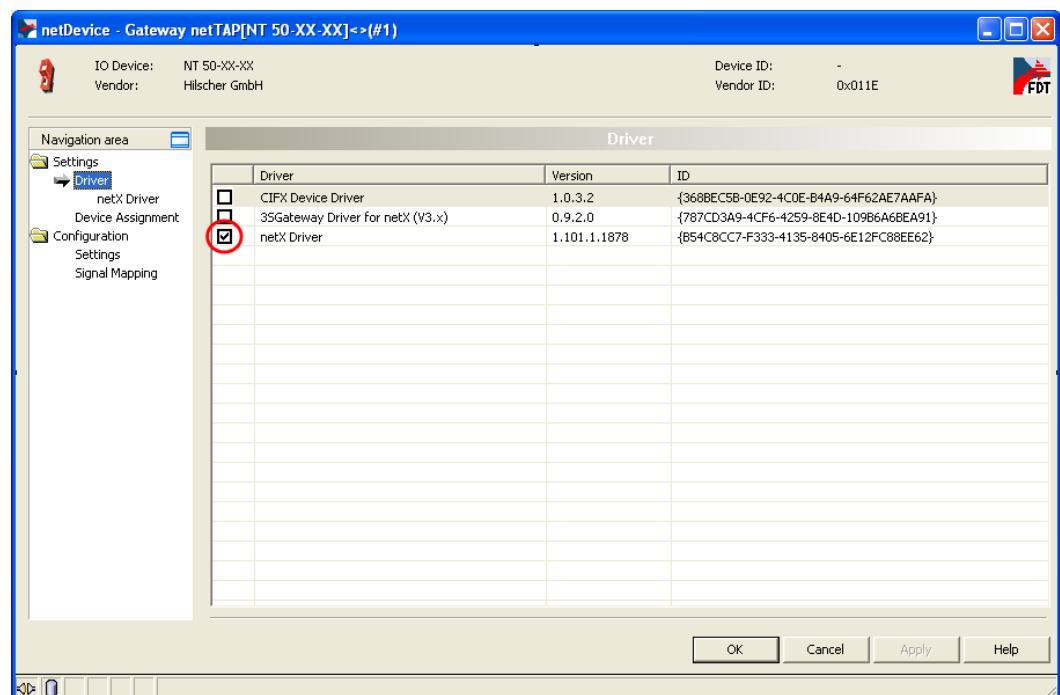 netDevice - Gateway netTAP[NT 50-XX-XX]<>(#1)
IO Device: NT 50-XX-XX Device ID: -
Vendor: Hilscher GmbH Vendor ID: 0x011E
FDT
Navigation area
Settings
Driver
netX Driver
Device Assignment
Configuration
Settings
Signal Mapping
Driver
Driver Version ID
CIFX Device Driver 1.0.3.2 {368BEC5B-0E92-4C0E-B4A9-64F62AE7AAFA}
3SGateway Driver for netX (V3.x) 0.9.2.0 {787CD3A9-4CF6-4259-8E4D-109B6A6BEA91}
netX Driver 1.101.1.1878 {B54C8CC7-F333-4135-8405-6E12FC88EE62}
OK Cancel Apply Help